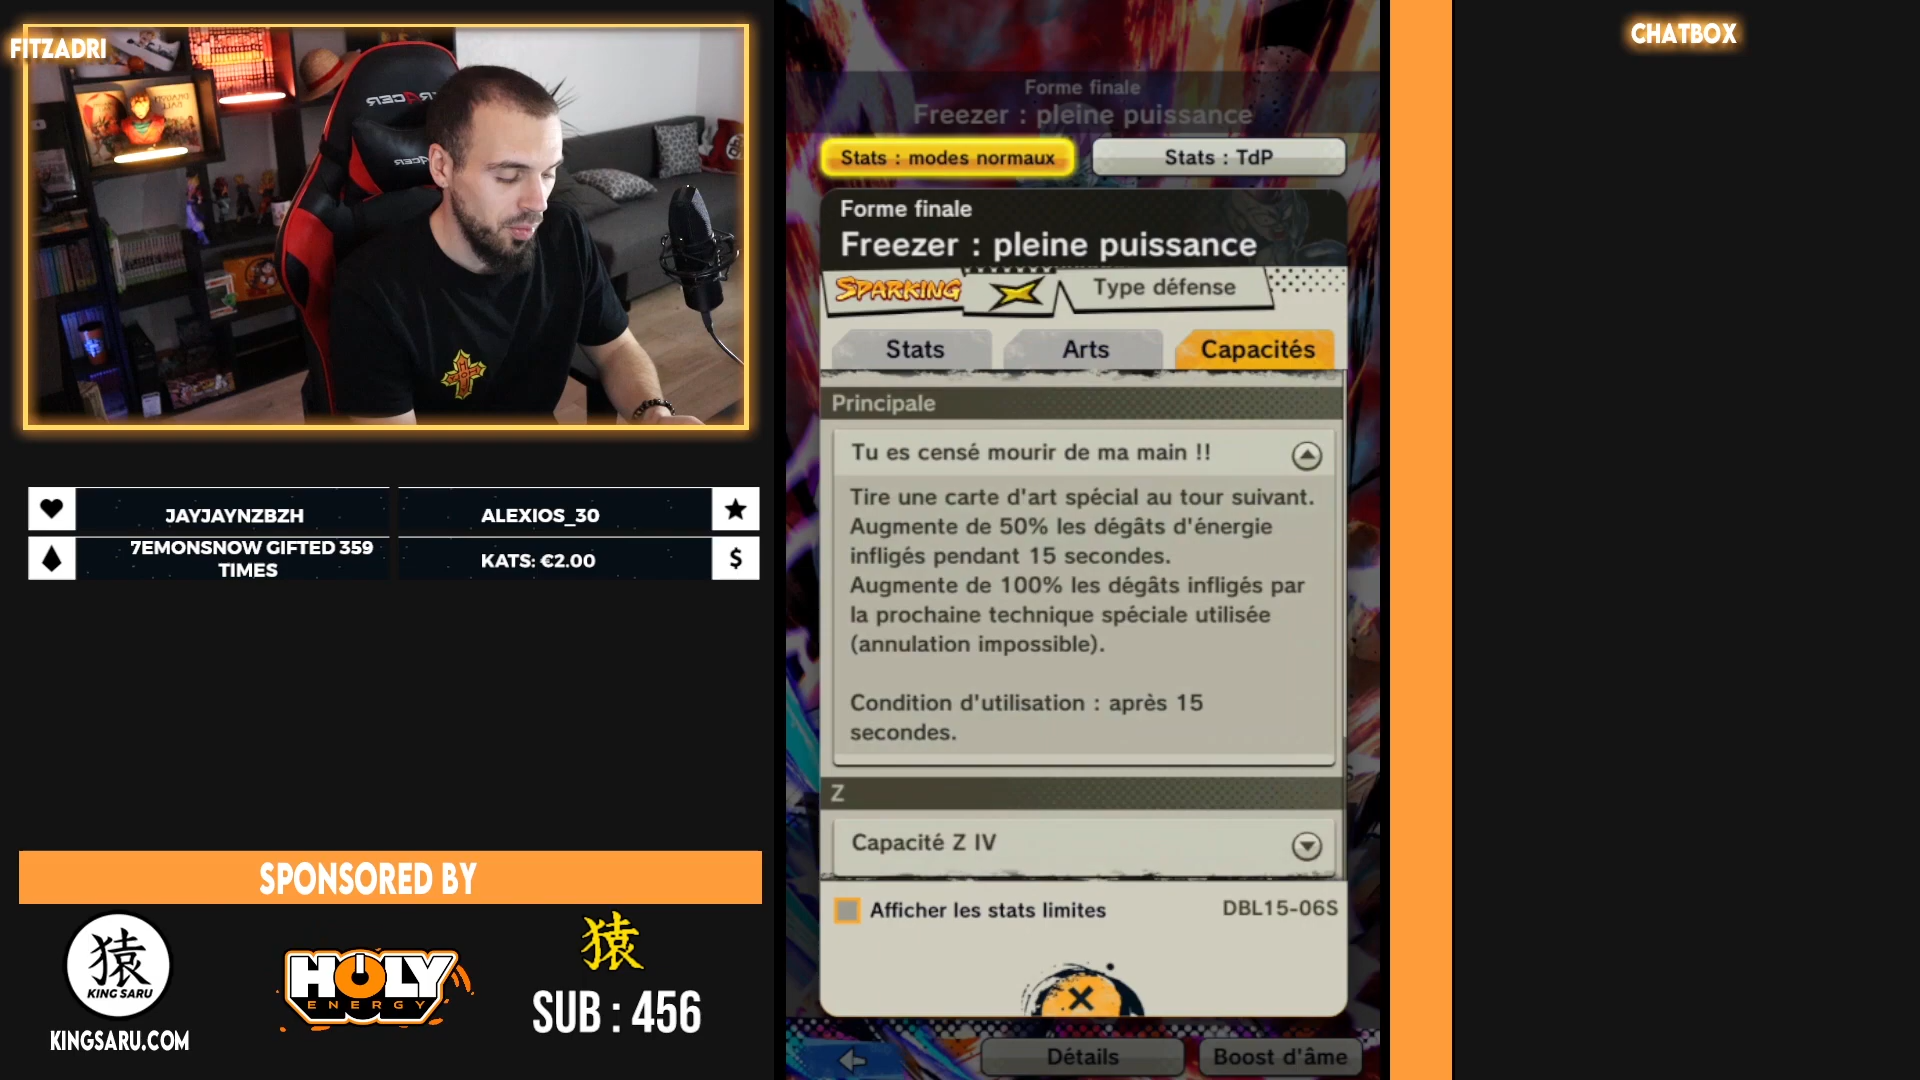 FITZADRI
JAYJAYNZBZH
ALEXIOS_30
7EMONSNOW GIFTED 359
TIMES
KATS: €2.00
$
SPONSORED BY
猿
KING SARU
KINGSARU.COM
HOLY
ENERGY
猿
SUB : 456
Forme finale
Freezer : pleine puissance
Stats : modes normaux
Stats : TdP
Forme finale
Freezer : pleine puissance
SPARKING
Type défense
Stats
Arts
Capacités
Principale
Tu es censé mourir de ma main !!
Tire une carte d'art spécial au tour suivant.
Augmente de 50% les dégâts d'énergie
infligés pendant 15 secondes.
Augmente de 100% les dégâts infligés par
la prochaine technique spéciale utilisée
(annulation impossible).
Condition d'utilisation : après 15
secondes.
Z
Capacité Z IV
Afficher les stats limites
DBL15-06S
Détails
Boost d'âme
CHATBOX